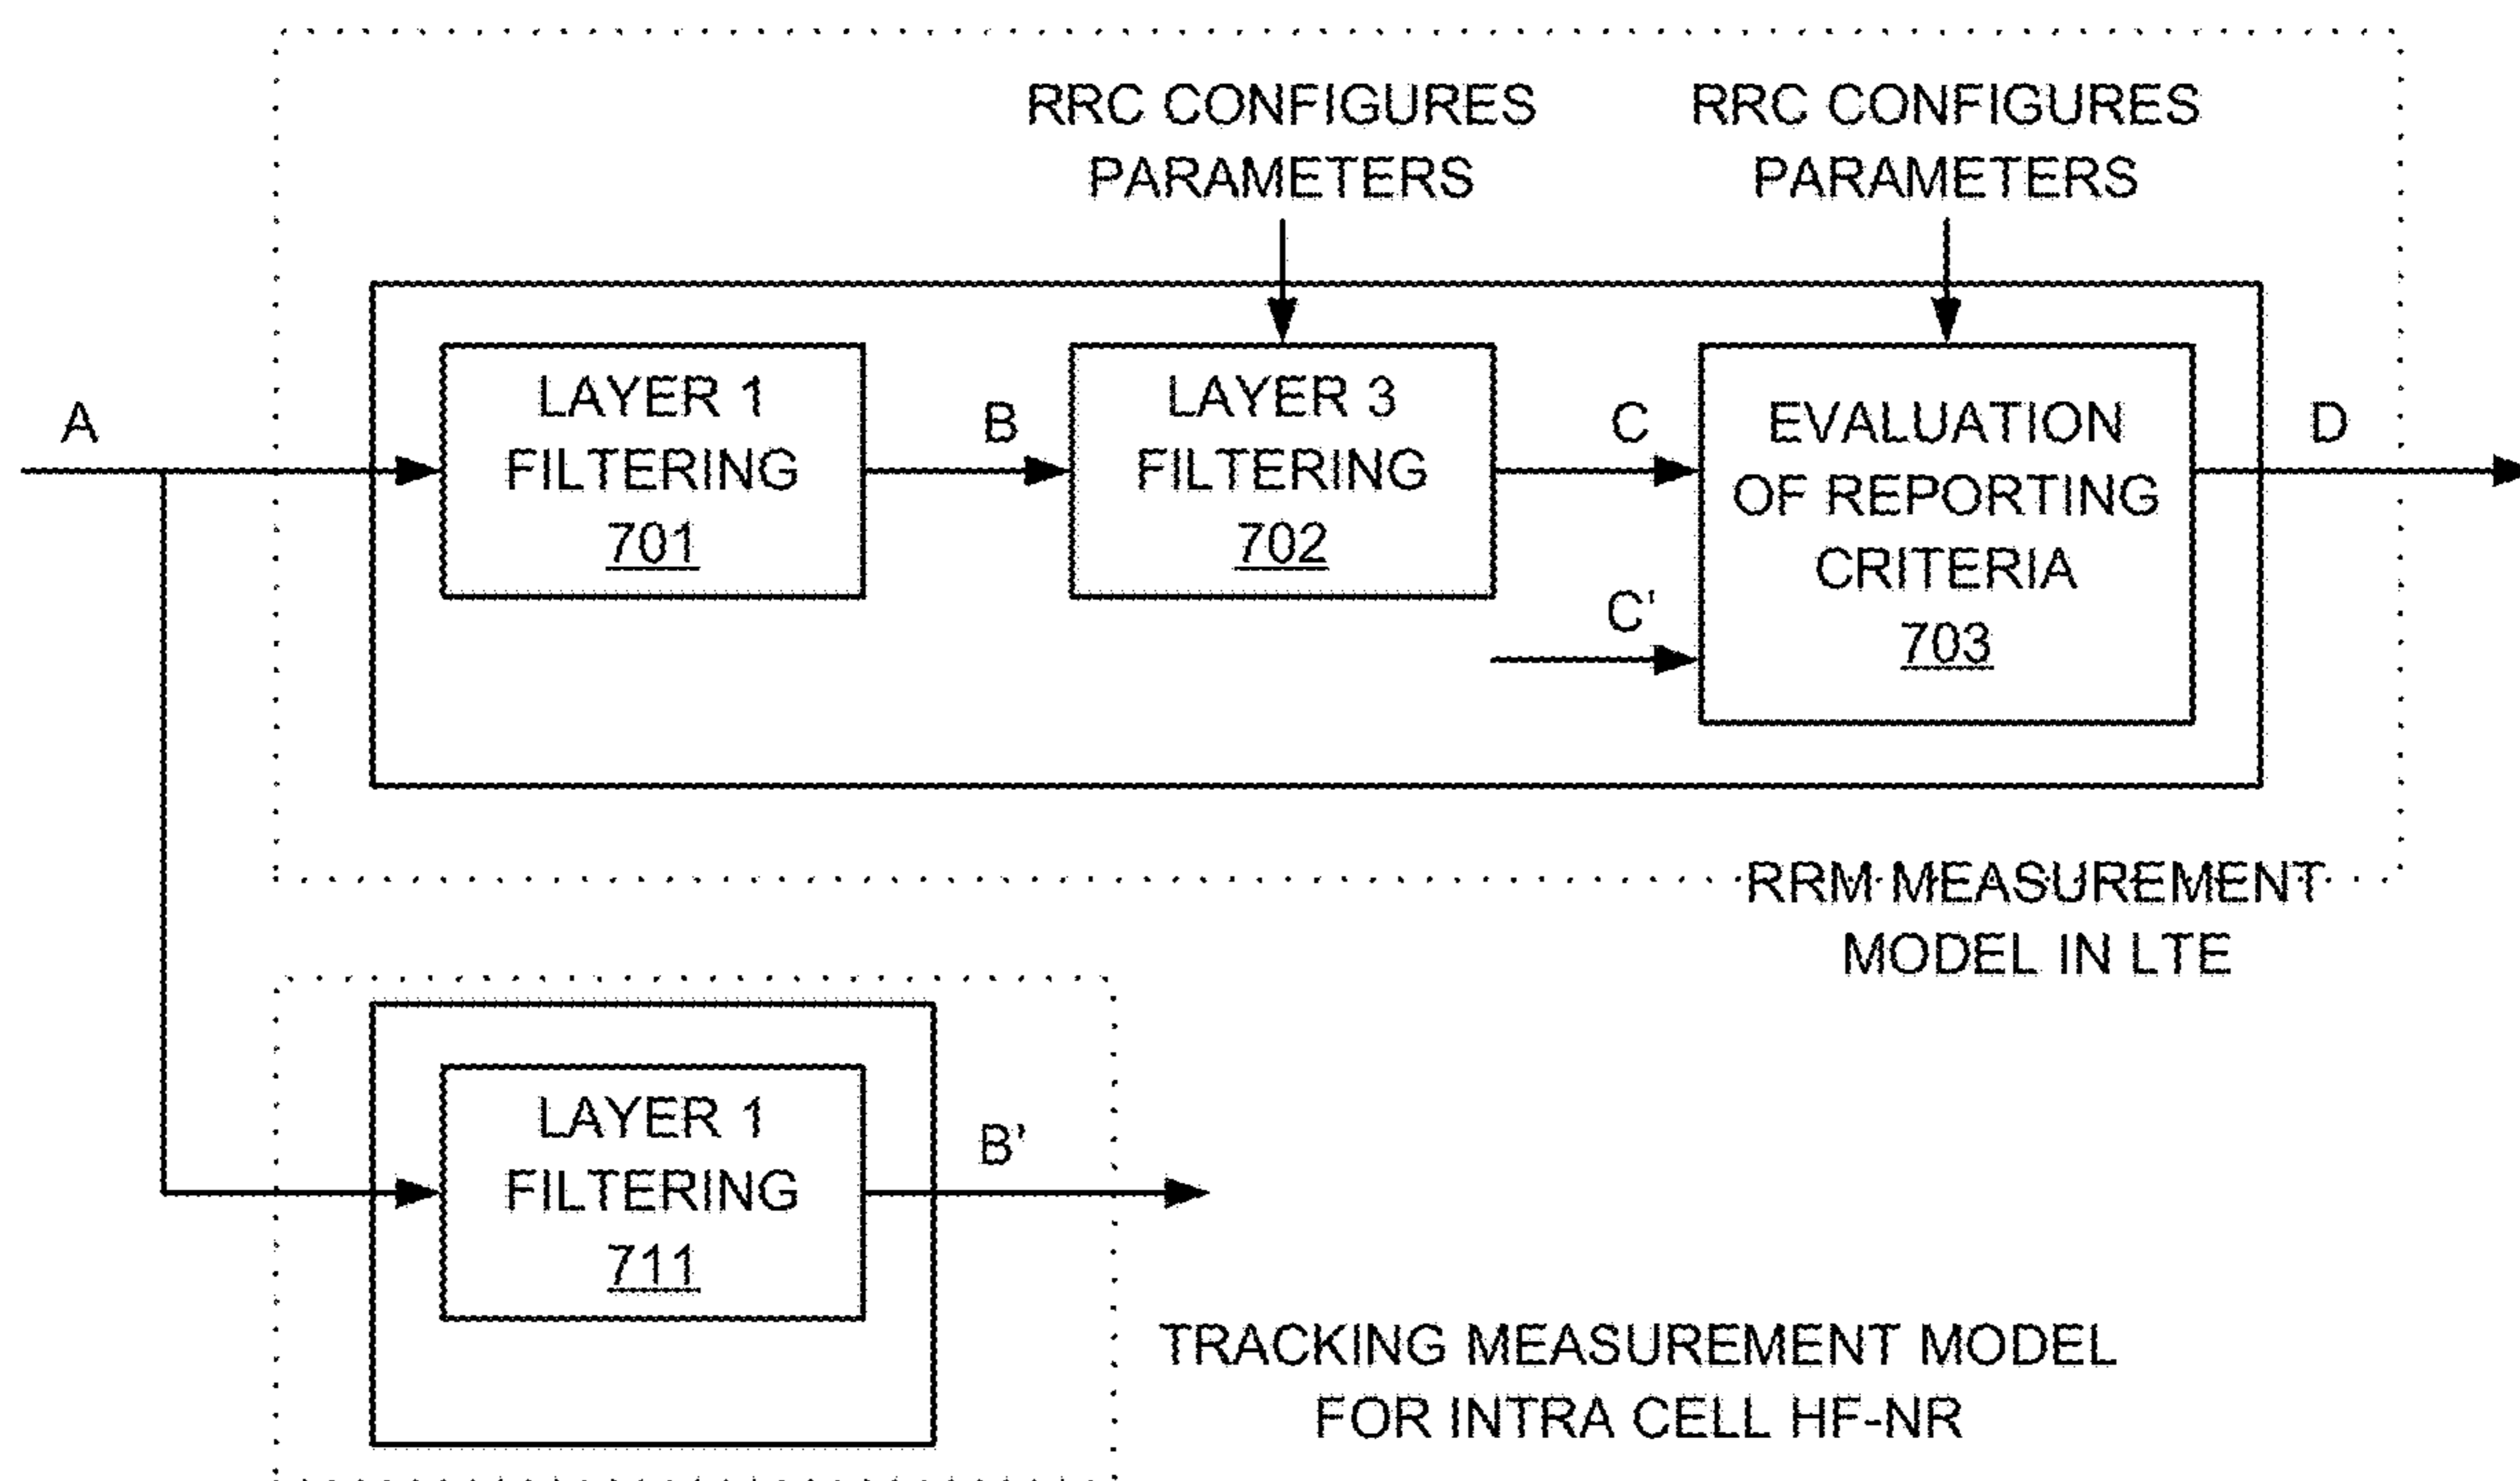 RRC CONFIGURES
PARAMETERS
RRC CONFIGURES
PARAMETERS
A
LAYER 1
FILTERING
701
B
LAYER 3
FILTERING
702
C
C'
EVALUATION
OF REPORTING
CRITERIA
703
D
RRM MEASUREMENT
MODEL IN LTE
LAYER 1
FILTERING
711
B'
TRACKING MEASUREMENT MODEL
FOR INTRA CELL HF-NR